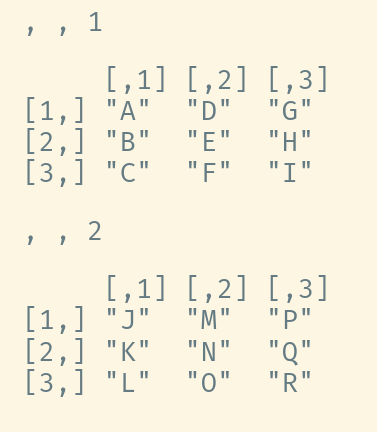 , , 1
[,1] [,2] [,3]
[1,] "A" "D" "G"
[2,] "B" "E" "H"
[3,] "C" "F" "I"
, , 2
[,1] [,2] [,3]
[1,] "J" "M" "P"
[2,] "K" "N" "Q"
[3,] "L" "O" "R"